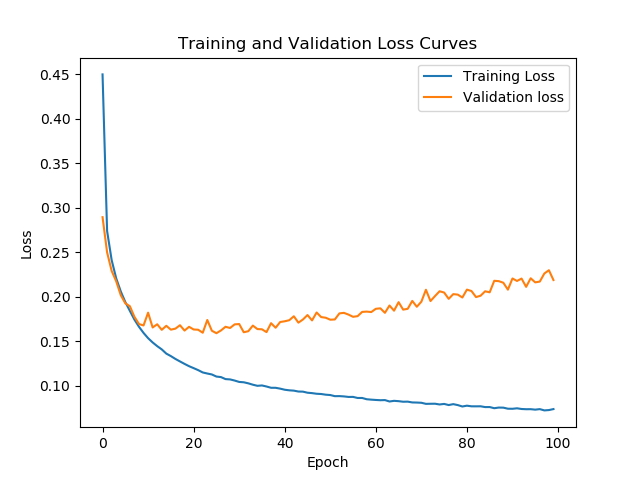 Training and Validation Loss Curves
Training Loss
Validation loss
0.45
0.40
0.35
0.30
0.25
0.20
0.15
0.10
Loss
0
20
40
60
80
100
Epoch